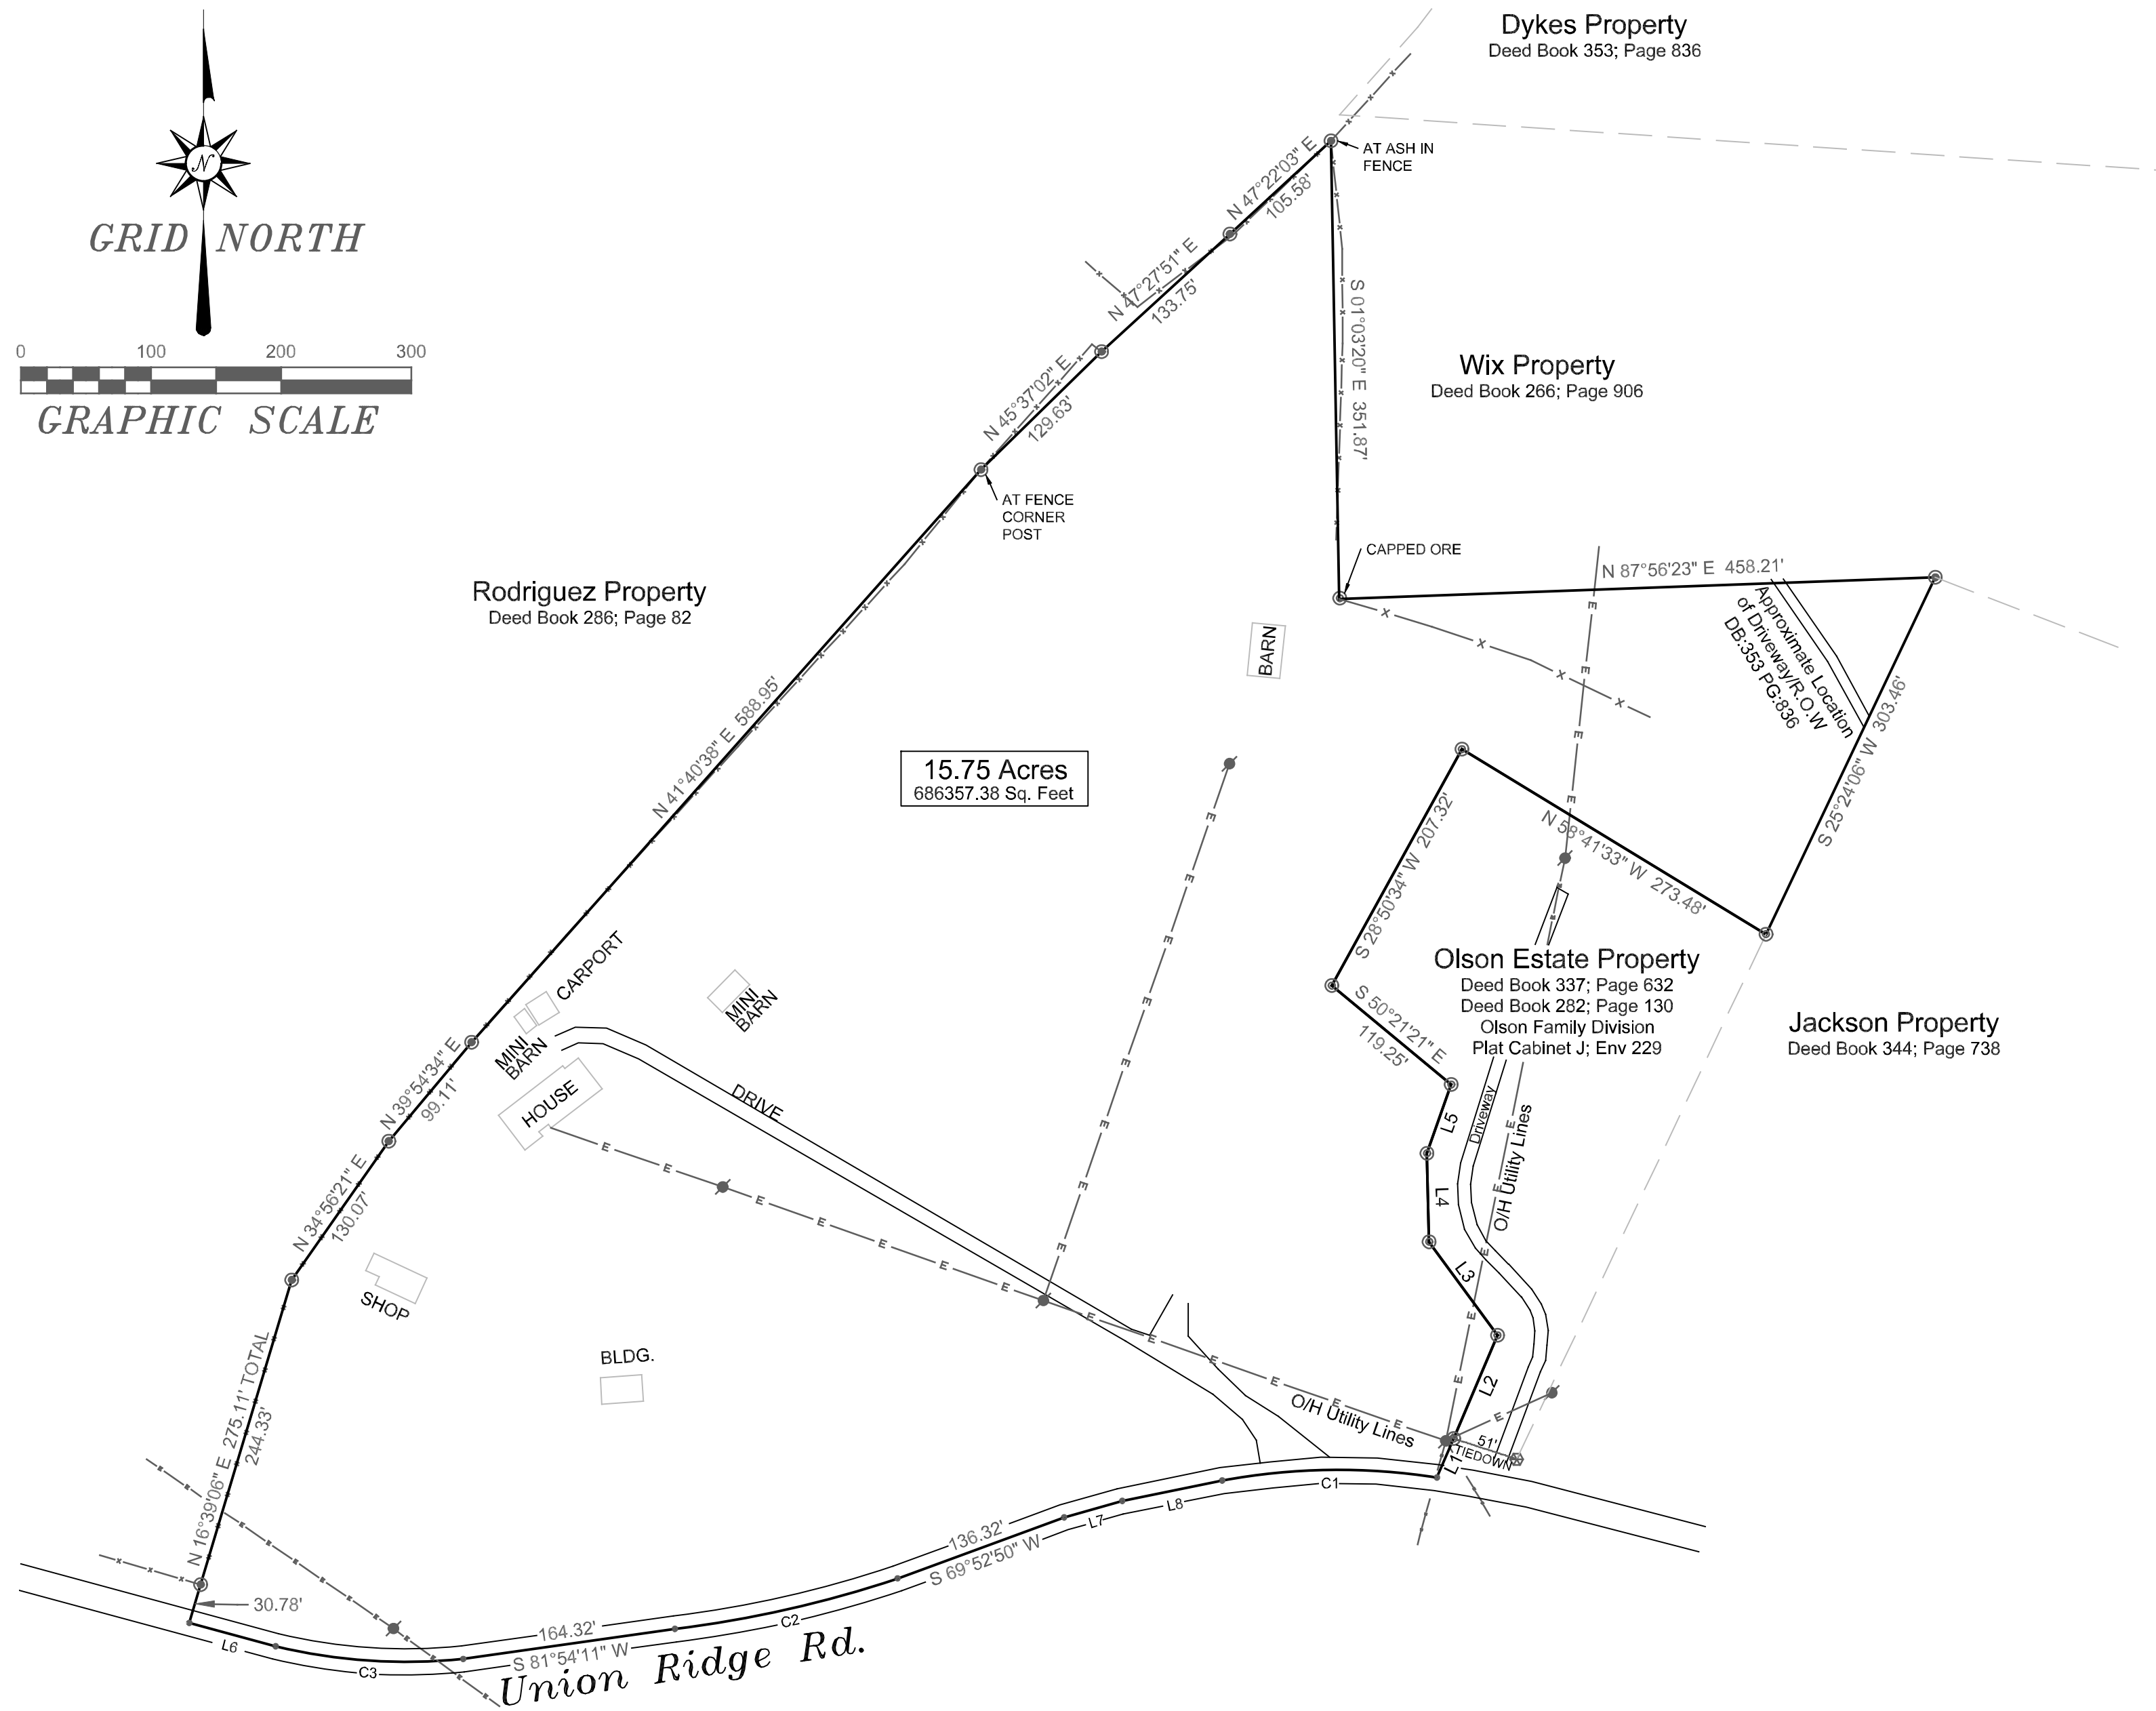 Dykes Property
Deed Book 353; Page 836
N
GRID NORTH
0 100 200 300
GRAPHIC SCALE
AT ASH IN
FENCE
N 47°22'03" E
105.58'
N 47°27'51" E
133.75'
N 45°37'02" E
129.63'
S 01°03'20" E 351.87'
Wix Property
Deed Book 266; Page 906
AT FENCE
CORNER
POST
CAPPED ORE
N 87°56'23" E 458.21'
Approximate Location
of Driveway/R.O.W
DB:353 PG:836
S 25°24'06" W 303.46'
Rodriguez Property
Deed Book 286; Page 82
BARN
N 41°40'38" E 588.95'
15.75 Acres
686357.38 Sq. Feet
N 58°41'33" W 273.48'
S 28°50'34" W 207.32'
Olson Estate Property
Deed Book 337; Page 632
Deed Book 282; Page 130
Olson Family Division
Plat Cabinet J; Env 229
Jackson Property
Deed Book 344; Page 738
S 50°21'21" E
119.25'
CARPORT
MINI
BARN
MINI
BARN
HOUSE
DRIVE
N 39°54'34" E
99.11'
N 34°56'21" E
130.07'
L5
Driveway
O/H Utility Lines
L4
L3
L2
SHOP
BLDG.
N 16°39'06" E 275.11' TOTAL
244.33'
O/H Utility Lines
51'
TIEDOWN
L1
C1
L8
L7
136.32'
S 69°52'50" W
30.78'
164.32'
S 81°54'11" W
C2
L6
C3
Union Ridge Rd.